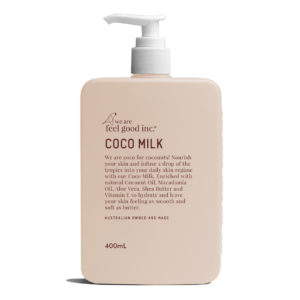 we are
feel good inc.®
COCO MILK
We are coco for coconuts! Nourish
your skin and infuse a drop of the
tropics into your daily skin regime
with our Coco Milk. Enriched with
natural Coconut Oil, Macadamia
Oil, Aloe Vera, Shea Butter and
Vitamin E to hydrate and leave
your skin feeling as smooth and
soft as butter.
AUSTRALIAN OWNED AND MADE
400mL